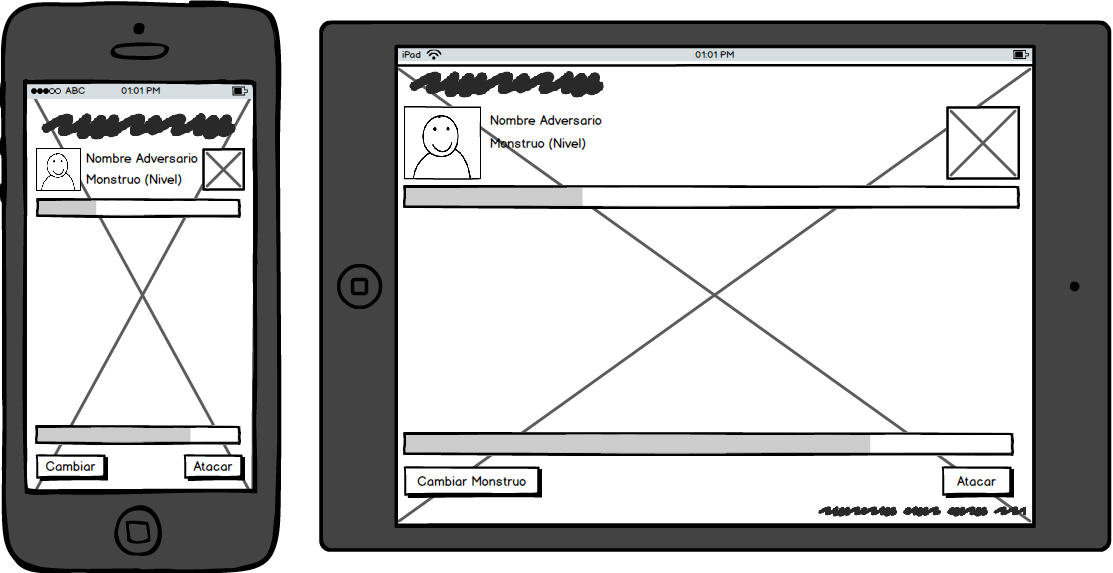 ABC 01:01 PM
Nombre Adversario
Monstruo (Nivel)
Cambiar Atacar
iPad 01:01 PM
Nombre Adversario
Monstruo (Nivel)
Cambiar Monstruo Atacar